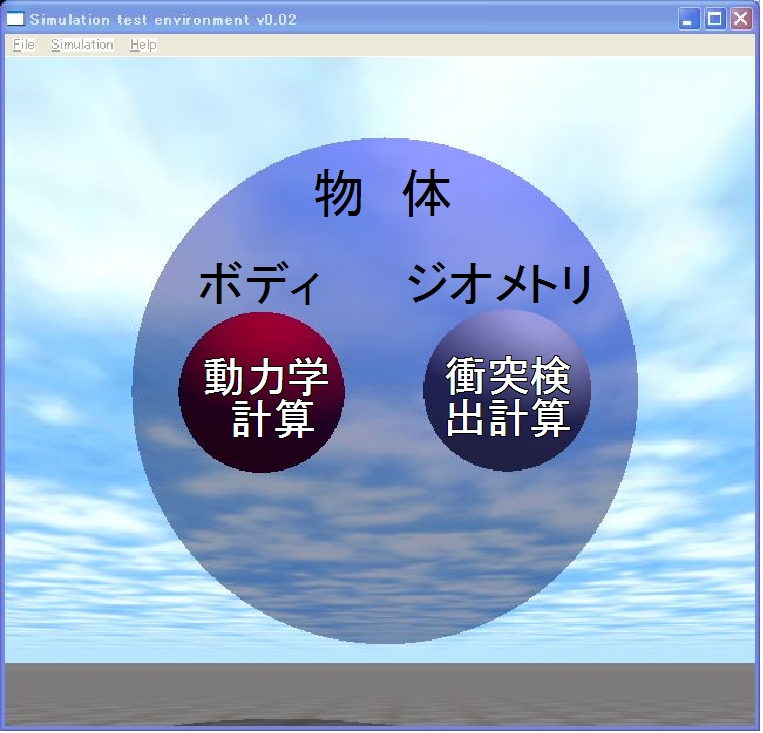 Simulation test environment v0.02
File Simulation Help
物 体
ボディ ジオメトリ
動力学
計算
衝突検
出計算